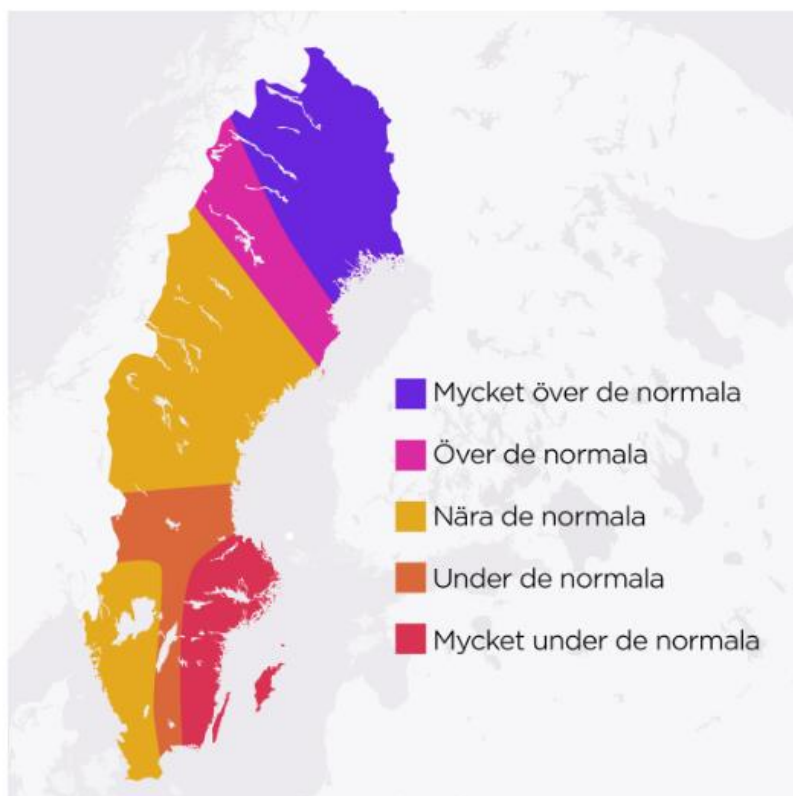 Mycket över de normala
Över de normala
Nära de normala
Under de normala
Mycket under de normala